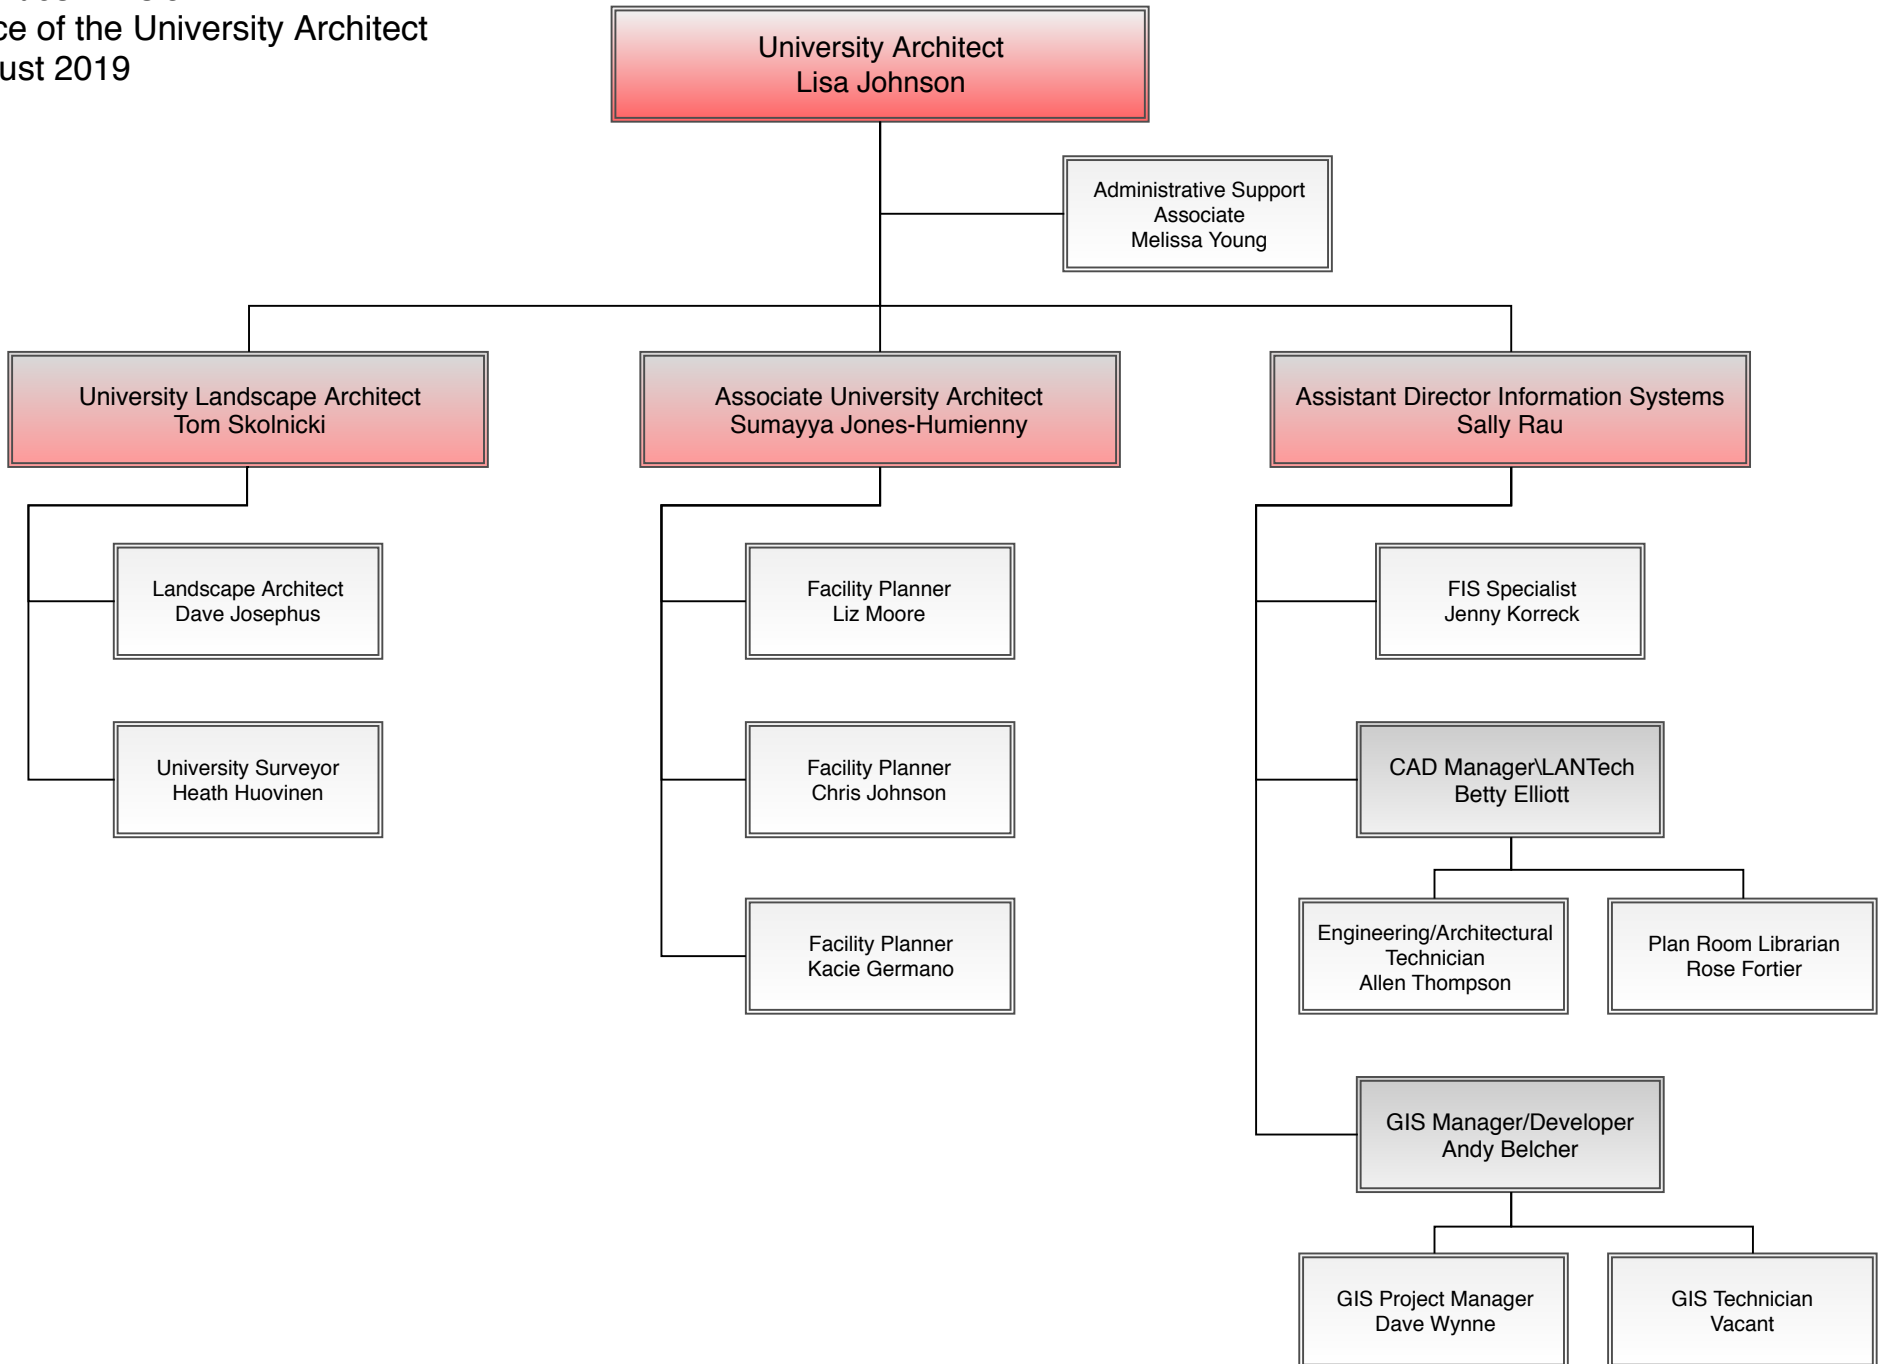 of the University Architect
2019
University Architect
Lisa Johnson
Administrative Support
Associate
Melissa Young
University Landscape Architect
Tom Skolnicki
Associate University Architect
Sumayya Jones-Humienny
Assistant Director Information Systems
Sally Rau
Landscape Architect
Dave Josephus
Facility Planner
Liz Moore
FIS Specialist
Jenny Korreck
University Surveyor
Heath Huovinen
Facility Planner
Chris Johnson
CAD Manager\LANTech
Betty Elliott
Facility Planner
Kacie Germano
Engineering/Architectural
Technician
Allen Thompson
Plan Room Librarian
Rose Fortier
GIS Manager/Developer
Andy Belcher
GIS Project Manager
Dave Wynne
GIS Technician
Vacant